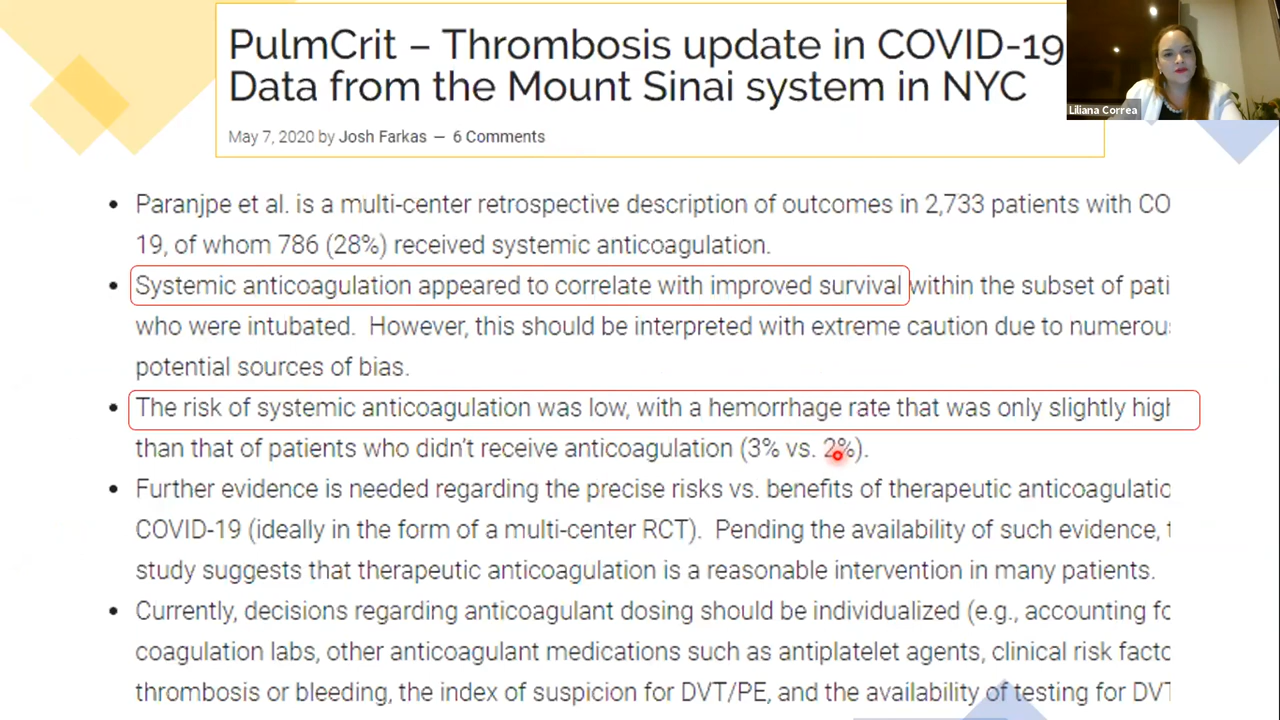 PulmCrit – Thrombosis update in COVID-19
Data from the Mount Sinai system in NYC
Liliana Correa
May 7, 2020 by Josh Farkas — 6 Comments
• Paranjpe et al. is a multi-center retrospective description of outcomes in 2,733 patients with CO
19, of whom 786 (28%) received systemic anticoagulation.
• Systemic anticoagulation appeared to correlate with improved survival within the subset of pati
who were intubated. However, this should be interpreted with extreme caution due to numerou
potential sources of bias.
• The risk of systemic anticoagulation was low, with a hemorrhage rate that was only slightly high
than that of patients who didn't receive anticoagulation (3% vs. 2%).
• Further evidence is needed regarding the precise risks vs. benefits of therapeutic anticoagulatio
COVID-19 (ideally in the form of a multi-center RCT). Pending the availability of such evidence, t
study suggests that therapeutic anticoagulation is a reasonable intervention in many patients.
• Currently, decisions regarding anticoagulant dosing should be individualized (e.g., accounting fo
coagulation labs, other anticoagulant medications such as antiplatelet agents, clinical risk facto
thrombosis or bleeding, the index of suspicion for DVT/PE, and the availability of testing for DVT